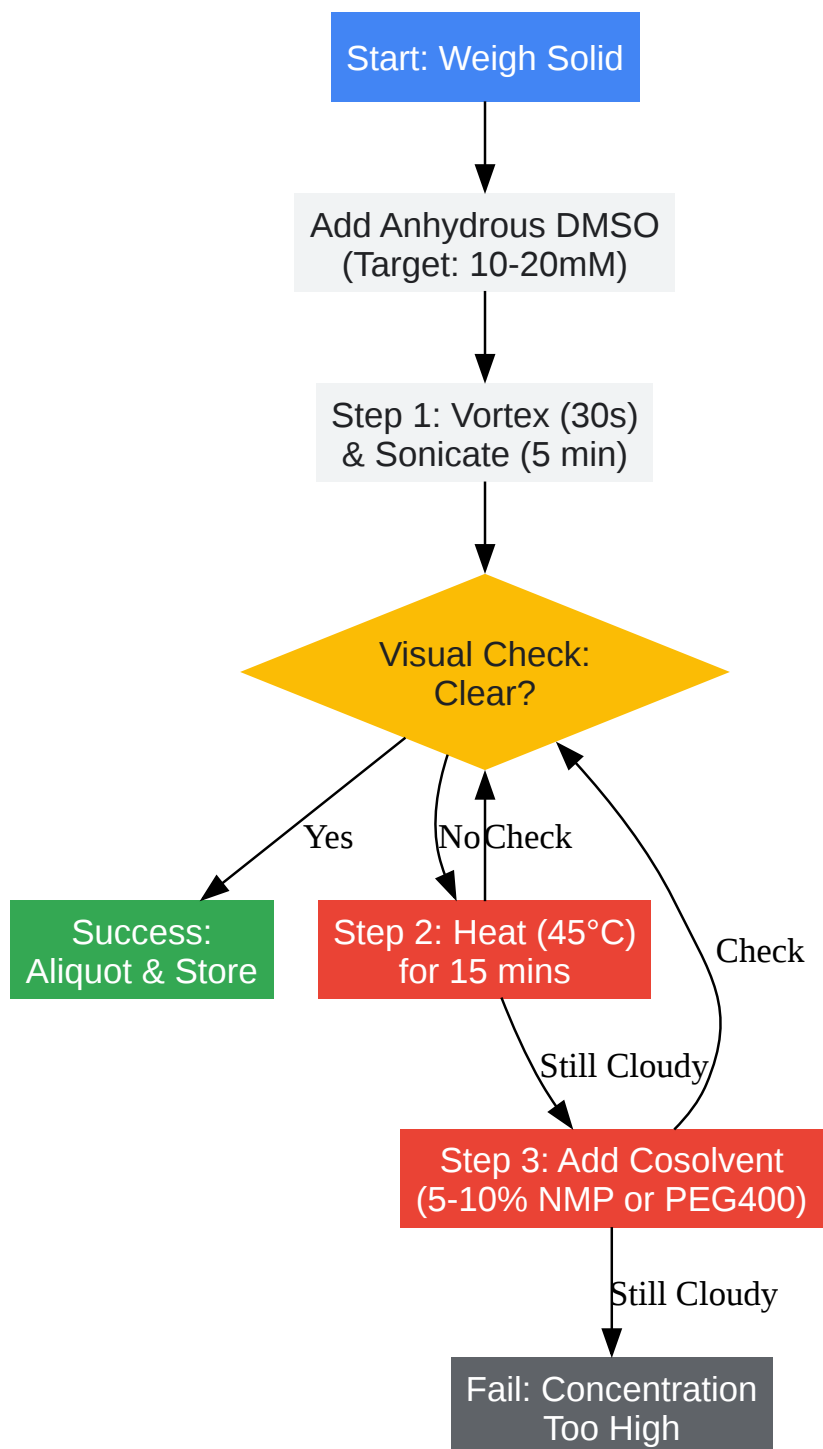 Start: Weigh Solid
Add Anhydrous DMSO
(Target: 10-20mM)
Step 1: Vortex (30s)
& Sonicate (5 min)
Visual Check:
Clear?
Yes
No
Check
Success:
Aliquot & Store
Step 2: Heat (45°C)
for 15 mins
Check
Still Cloudy
Step 3: Add Cosolvent
(5-10% NMP or PEG400)
Still Cloudy
Fail: Concentration
Too High